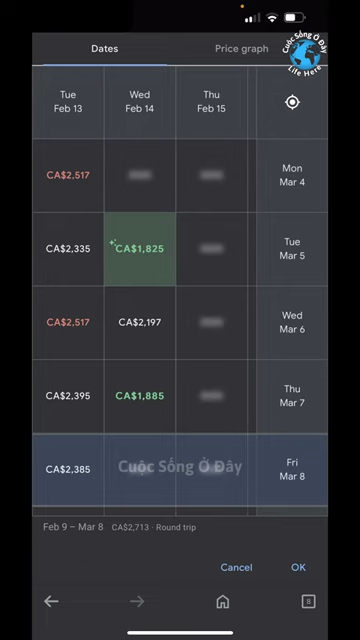 Dates
Price graph
Cuộc Sống Ở Đây
Life Here
Tue
Feb 13
Wed
Feb 14
Thu
Feb 15
CA$2,517
Mon
Mar 4
CA$2,335
CA$1,825
Tue
Mar 5
CA$2,517
CA$2,197
Wed
Mar 6
CA$2,395
CA$1,885
Thu
Mar 7
CA$2,385
Cuộc Sống Ở Đây
Fri
Mar 8
Feb 9 – Mar 8 CA$2,713 · Round trip
Cancel
OK
8